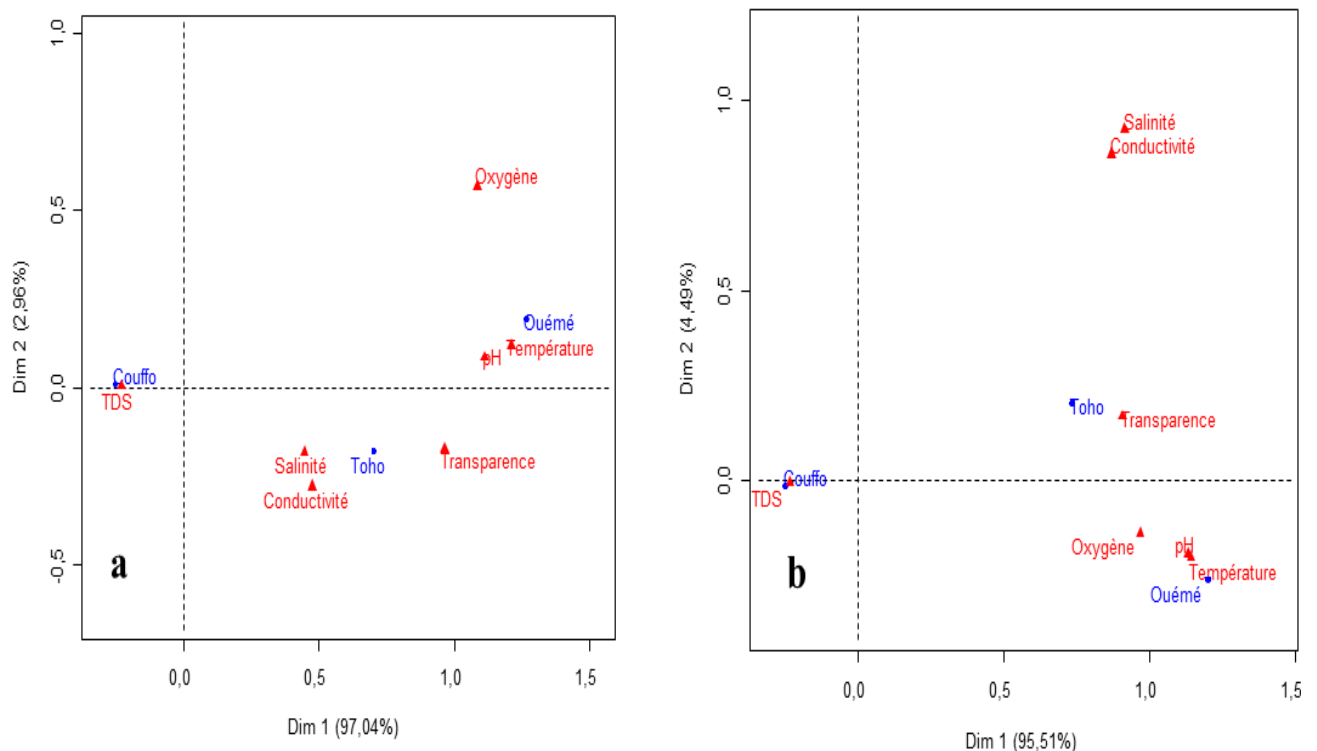 1,0
0,5
0,0
-0,5
Dim 2 (2,96%)
Oxygène
Ouémé
Température
pH
Couffo
TDS
Salinité
Toho
Transparence
Conductivité
a
0,0
0,5
1,0
1,5
Dim 1 (97,04%)
1,0
0,5
0,0
Dim 2 (4,49%)
Salinité
Conductivité
Toho
Transparence
Couffo
TDS
Oxygène
pH
Température
Ouémé
b
0,0
0,5
1,0
1,5
Dim 1 (95,51%)